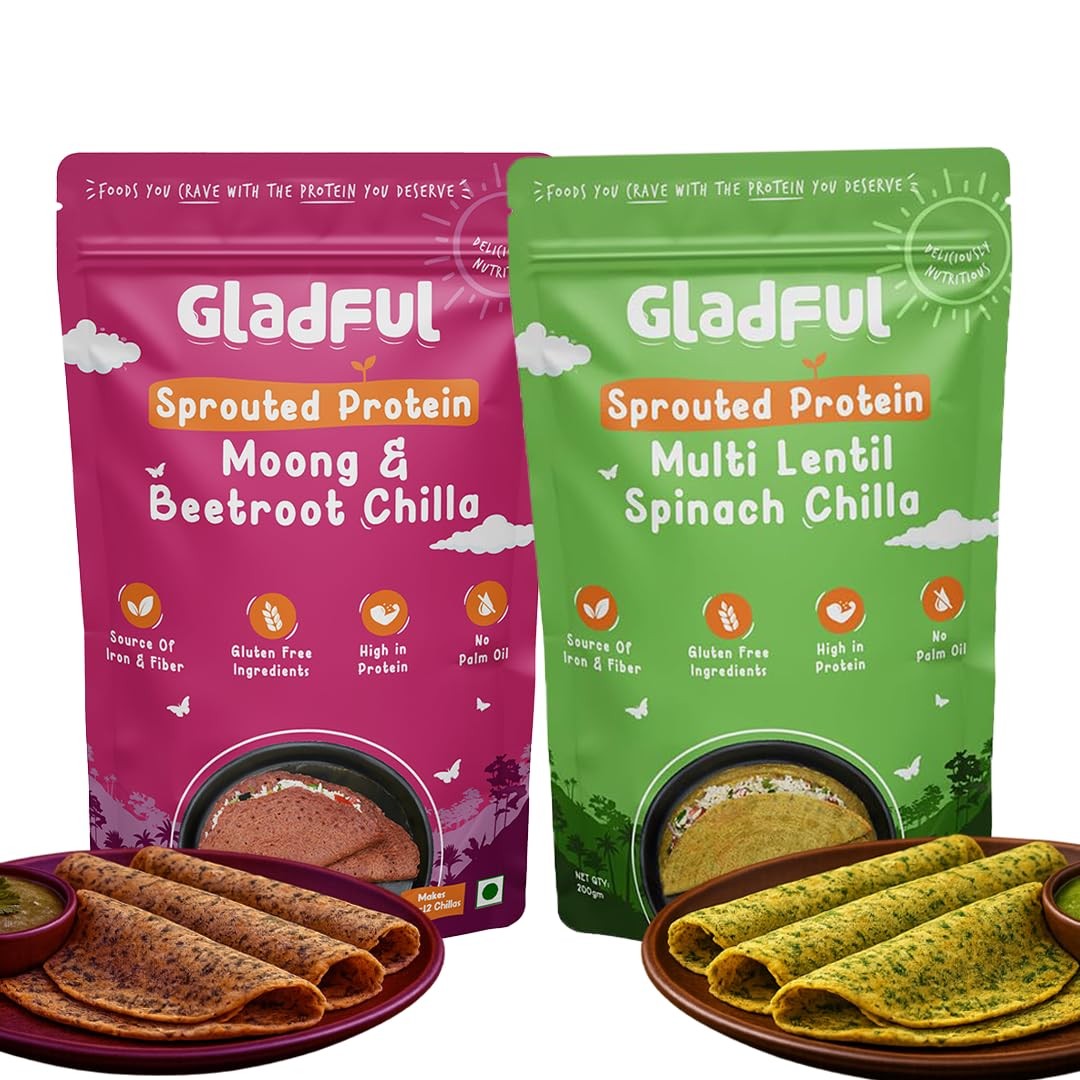 FOODS YOU CRAVE WITH THE PROTEIN YOU DESERVE
GLadFUL
Sprouted Protein
Moong &
Beetroot Chilla
Source Of
Iron & Fiber
Gluten Free
Ingredients
High in
Protein
No
Palm Oil
Makes
Chillas
FOODS YOU CRAVE WITH THE PROTEIN YOU DESERVE
DELICIOUSLY
NUTRITIOUS
GLadFUL
Sprouted Protein
Multi Lentil
Spinach Chilla
Source Of
Iron & Fiber
Gluten Free
Ingredients
High in
Protein
No
Palm Oil
NET QTY:
200gm